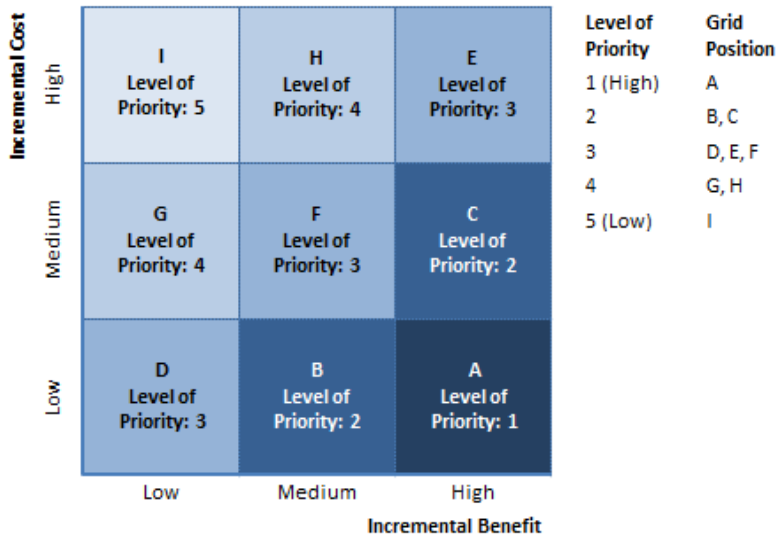 Incremental Cost
High
Medium
Low
I
Level of
Priority: 5
H
Level of
Priority: 4
E
Level of
Priority: 3
G
Level of
Priority: 4
F
Level of
Priority: 3
C
Level of
Priority: 2
D
Level of
Priority: 3
B
Level of
Priority: 2
A
Level of
Priority: 1
Low Medium High
Incremental Benefit
Level of Priority Grid Position
1 (High) A
2 B, C
3 D, E, F
4 G, H
5 (Low) I